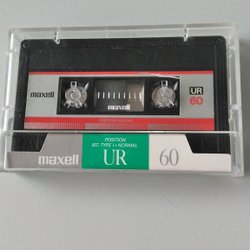 maxell
maxell
UR
60
POSITION
IEC TYPE I • NORMAL
maxell
UR
60